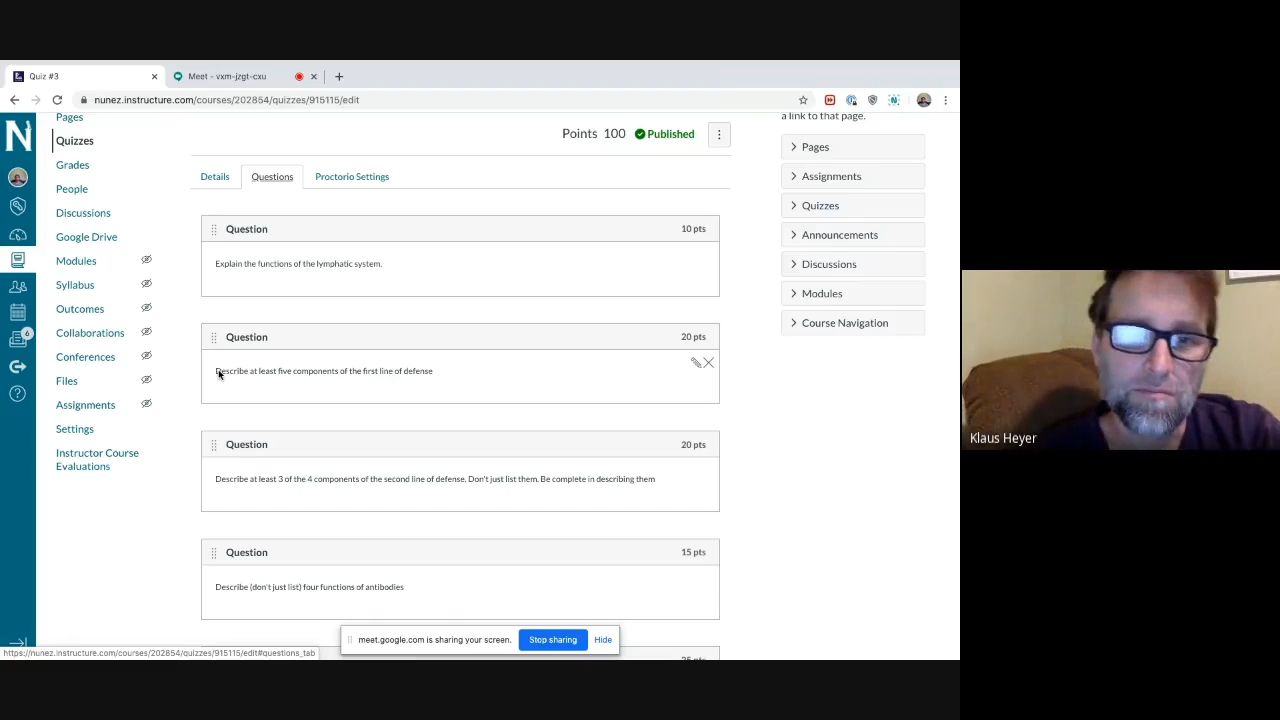 Quiz #3
Meet - vxm-jzgt-cxu
nunez.instructure.com/courses/202854/quizzes/915115/edit
N
Pages
Quizzes
Grades
People
Discussions
Google Drive
Modules
Syllabus
Outcomes
Collaborations
Conferences
Files
Assignments
Settings
Instructor Course
Evaluations
6
Points 100 Published
Details
Questions
Proctorio Settings
Question 10 pts
Explain the functions of the lymphatic system.
Question 20 pts
Describe at least five components of the first line of defense
Question 20 pts
Describe at least 3 of the 4 components of the second line of defense. Don't just list them. Be complete in describing them
Question 15 pts
Describe (don't just list) four functions of antibodies
a link to that page.
Pages
Assignments
Quizzes
Announcements
Discussions
Modules
Course Navigation
meet.google.com is sharing your screen. Stop sharing Hide
https://nunez.instructure.com/courses/202854/quizzes/915115/edit#questions_tab
Klaus Heyer